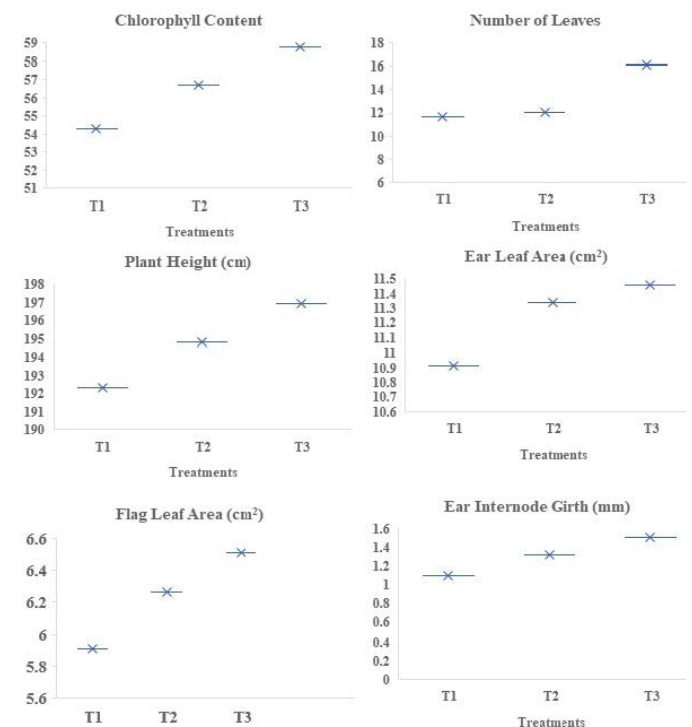 Chlorophyll Content
59
58
57
56
55
54
53
52
51
T1 T2 T3
Treatments
Number of Leaves
18
16
14
12
10
8
6
T1 T2 T3
Treatments
Plant Height (cm)
198
197
196
195
194
193
192
191
190
T1 T2 T3
Treatments
Ear Leaf Area (cm²)
11.5
11.4
11.3
11.2
11.1
11
10.9
10.8
10.7
10.6
T1 T2 T3
Treatments
Flag Leaf Area (cm²)
6.6
6.4
6.2
6
5.8
5.6
T1 T2 T3
Ear Internode Girth (mm)
1.6
1.4
1.2
1
0.8
0.6
0.4
0.2
0
T1 T2 T3
Treatments